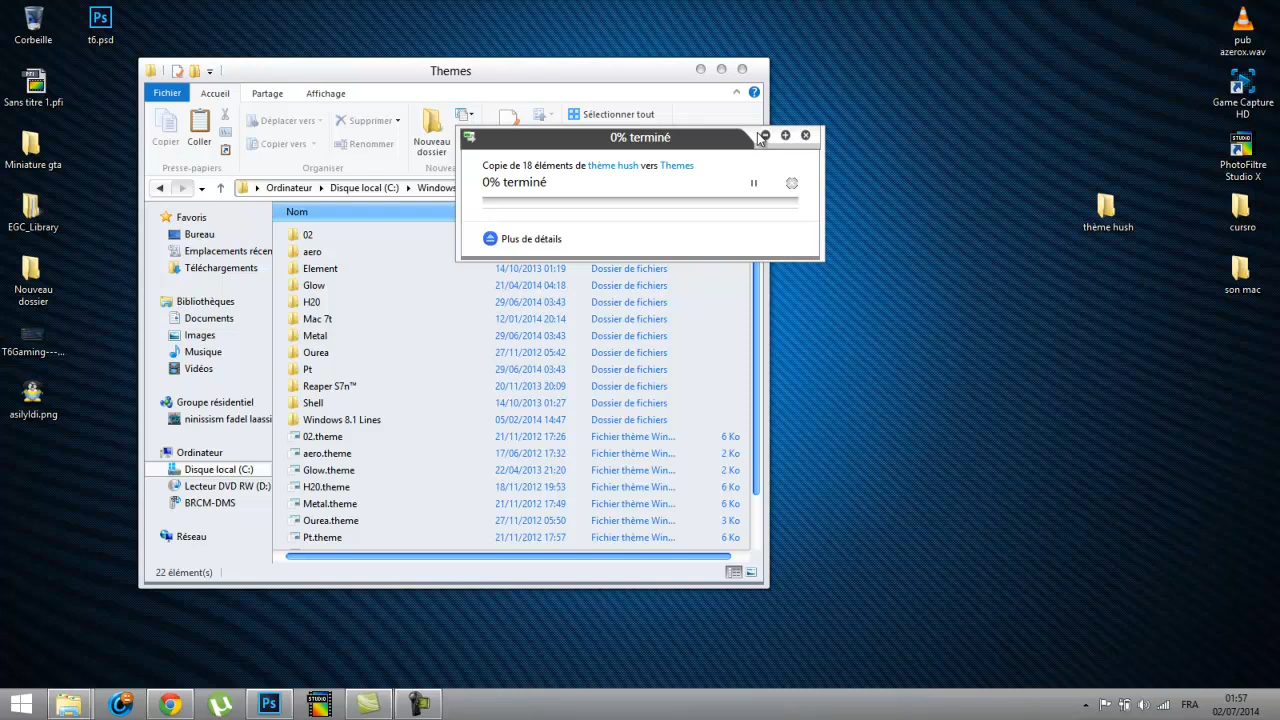 Corbeille
t6.psd
Sans titre 1.pfi
Miniature gta
EGC_Library
Nouveau
dossier
T6Gaming---...
asilyldi.png
pub
azerox.wav
Game Capture
HD
PhotoFiltre
Studio X
thème hush
cursro
son mac
Themes
Fichier
Accueil
Partage
Affichage
Copier
Coller
Déplacer vers
Copier vers
Supprimer
Renommer
Nouveau
dossier
Sélectionner tout
Presse-papiers
Organiser
Nouveau
Ordinateur
Disque local (C:)
Windows
0% terminé
Copie de 18 éléments de thème hush vers Themes
0% terminé
Plus de détails
Favoris
Bureau
Emplacements récen
Téléchargements
Bibliothèques
Documents
Images
Musique
Vidéos
Groupe résidentiel
ninissism fadel laassi
Ordinateur
Disque local (C:)
Lecteur DVD RW (D:)
BRCM-DMS
Réseau
Nom
02
aero
Element 14/10/2013 01:19 Dossier de fichiers
Glow 21/04/2014 04:18 Dossier de fichiers
H20 29/06/2014 03:43 Dossier de fichiers
Mac 7t 12/01/2014 20:14 Dossier de fichiers
Metal 29/06/2014 03:43 Dossier de fichiers
Ourea 27/11/2012 05:42 Dossier de fichiers
Pt 29/06/2014 03:43 Dossier de fichiers
Reaper S7n™ 20/11/2013 20:09 Dossier de fichiers
Shell 14/10/2013 01:27 Dossier de fichiers
Windows 8.1 Lines 05/02/2014 14:47 Dossier de fichiers
02.theme 21/11/2012 17:26 Fichier thème Win... 6 Ko
aero.theme 17/06/2012 17:32 Fichier thème Win... 2 Ko
Glow.theme 22/04/2013 21:20 Fichier thème Win... 2 Ko
H20.theme 18/11/2012 19:53 Fichier thème Win... 6 Ko
Metal.theme 21/11/2012 17:49 Fichier thème Win... 6 Ko
Ourea.theme 27/11/2012 05:50 Fichier thème Win... 3 Ko
Pt.theme 21/11/2012 17:57 Fichier thème Win... 6 Ko
22 élément(s)
Ps
STUDIO
FRA
01:57
02/07/2014